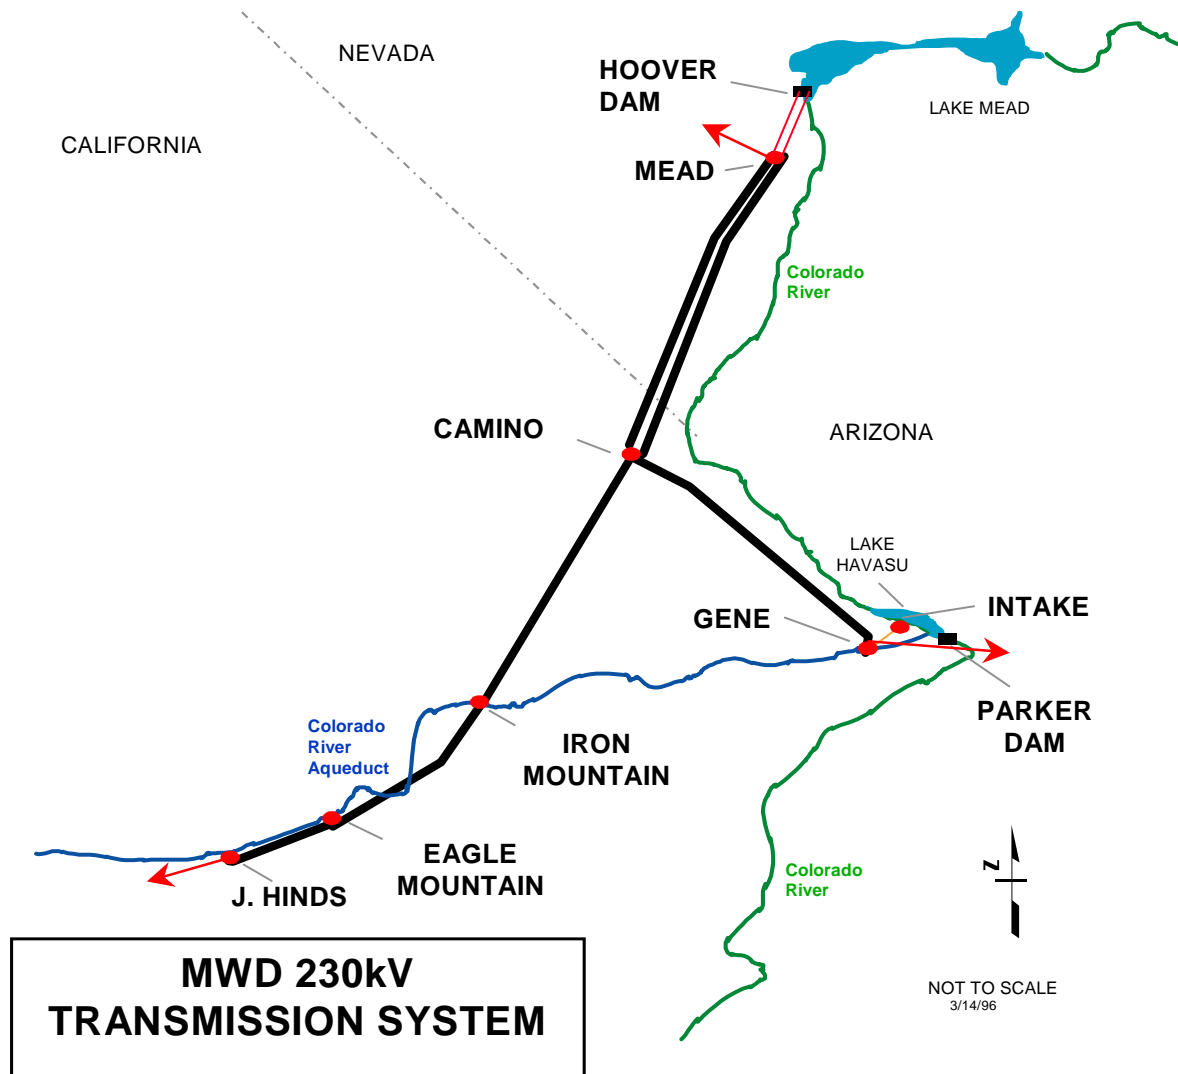 NEVADA
CALIFORNIA
HOOVER
DAM
LAKE MEAD
MEAD
Colorado
River
CAMINO
ARIZONA
LAKE
HAVASU
INTAKE
GENE
PARKER
DAM
Colorado
River
Aqueduct
IRON
MOUNTAIN
EAGLE
MOUNTAIN
J. HINDS
Colorado
River
N
NOT TO SCALE
3/14/96
MWD 230kV
TRANSMISSION SYSTEM